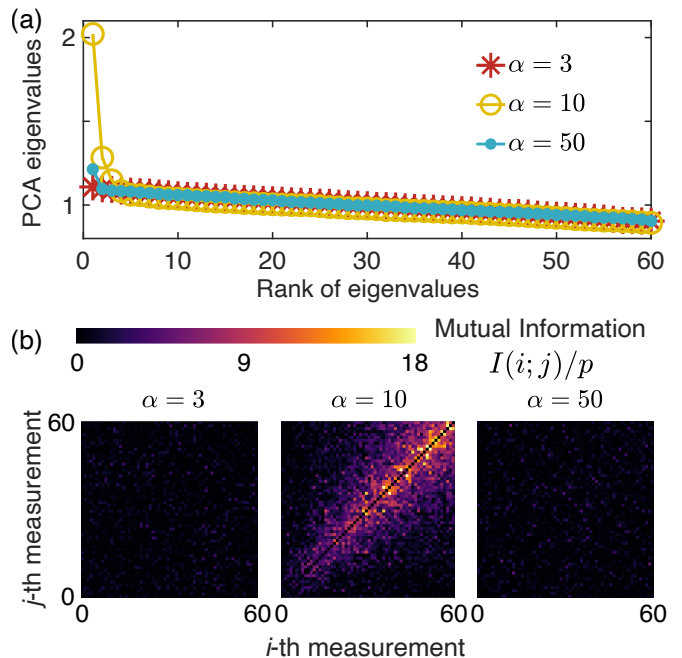 (a)
2
1
PCA eigenvalues
α = 3
α = 10
α = 50
0 10 20 30 40 50 60
Rank of eigenvalues
(b)
0 9 18
Mutual Information
I(i; j)/p
α = 3 α = 10 α = 50
60
0
j-th measurement
0 60 0 60 0 60
i-th measurement